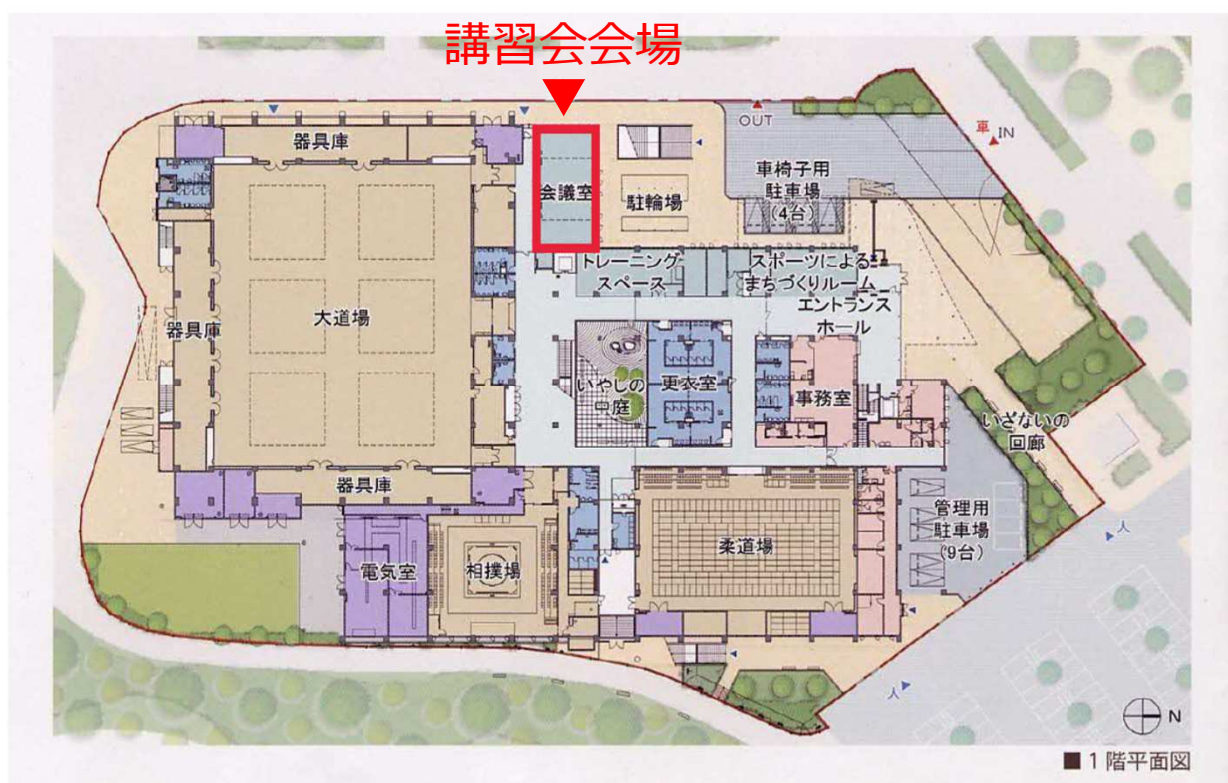 講習会会場
OUT
車 IN
器具庫
会議室
駐輪場
車椅子用
駐車場
(4台)
トレーニング
スペース
スポーツによる
まちづくりルーム
エントランス
ホール
器具庫
大道場
いやしの
中庭
更衣室
事務室
いざないの
回廊
器具庫
管理用
駐車場
(9台)
電気室
相撲場
柔道場
人
人
N
■1階平面図